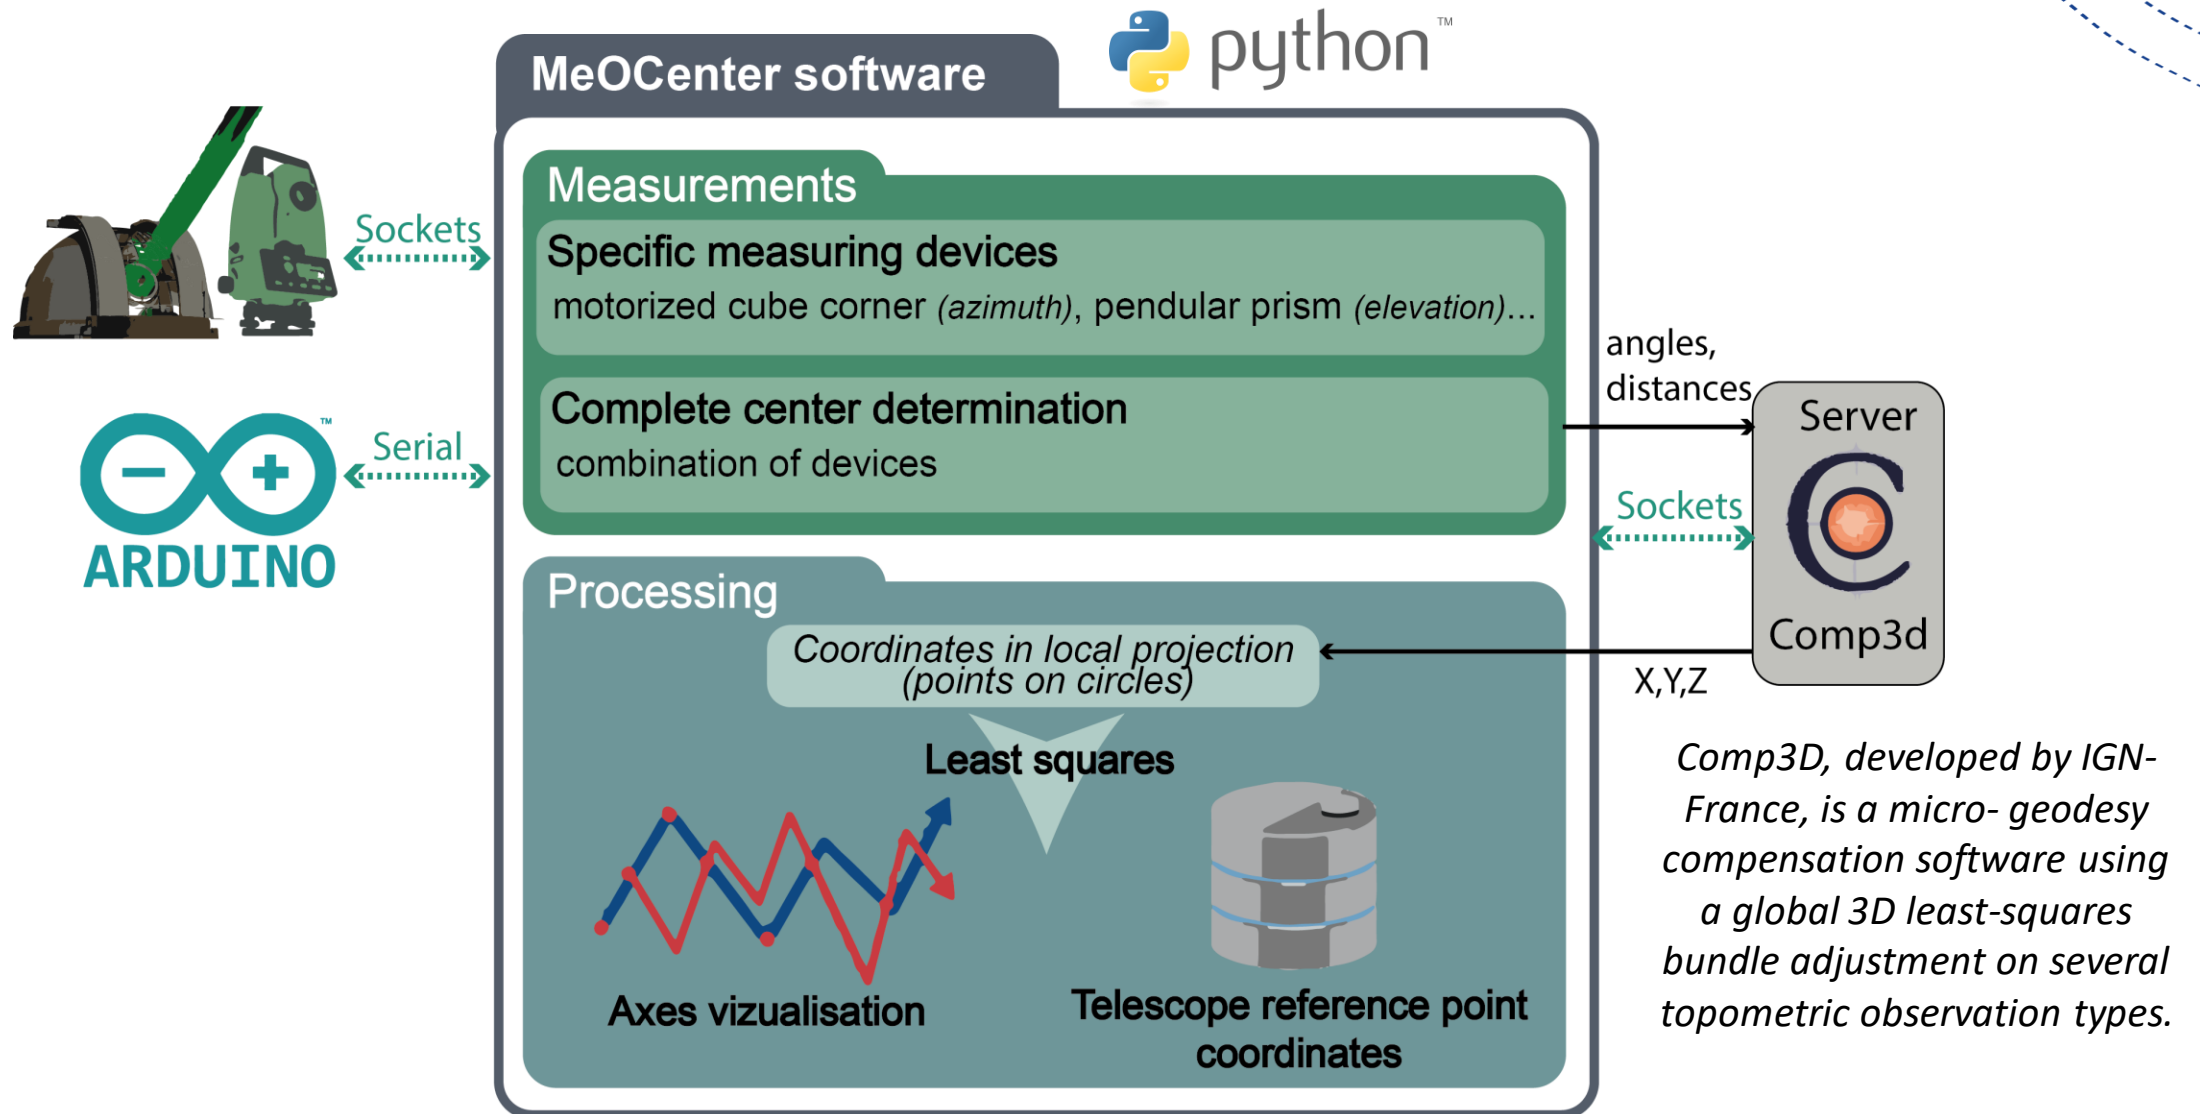 MeOCenter software
python™
Measurements
Specific measuring devices
motorized cube corner (azimuth), pendular prism (elevation)...
Complete center determination
combination of devices
Sockets
Serial
ARDUINO™
angles,
distances
Server
Sockets
Comp3d
X,Y,Z
Processing
Coordinates in local projection
(points on circles)
Least squares
Axes vizualisation
Telescope reference point
coordinates
Comp3D, developed by IGN-
France, is a micro- geodesy
compensation software using
a global 3D least-squares
bundle adjustment on several
topometric observation types.